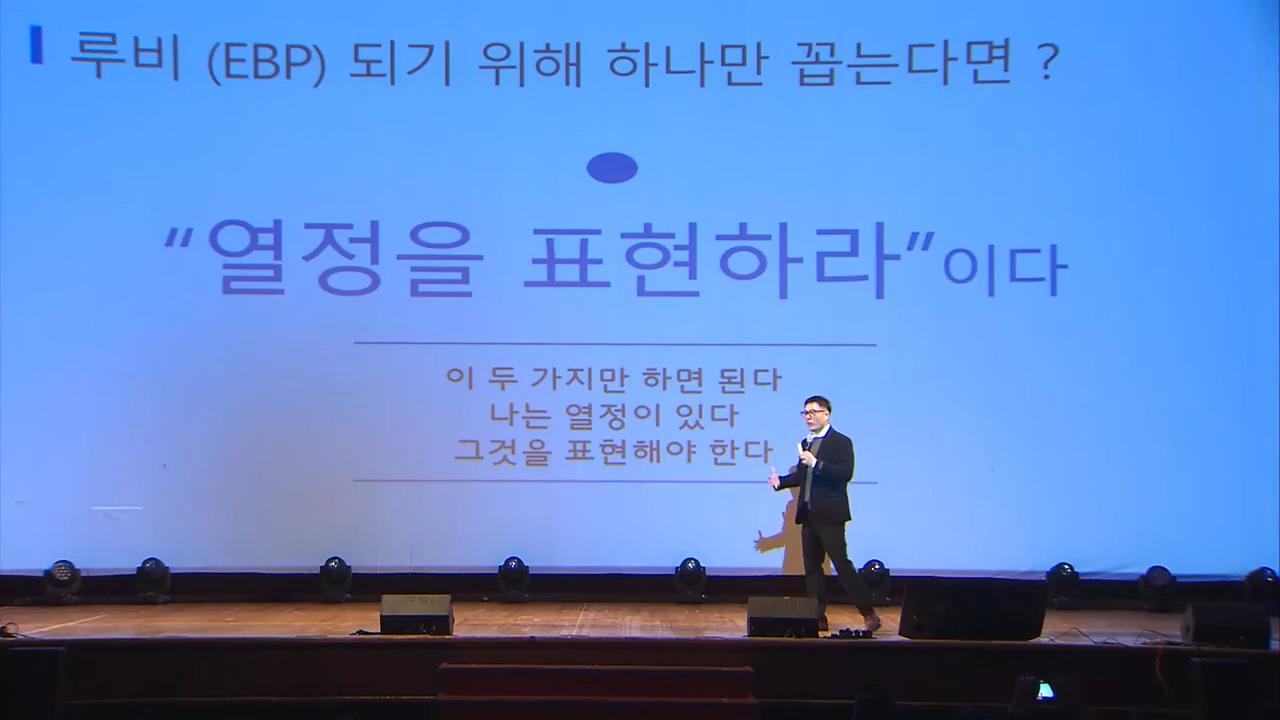 루비 (EBP) 되기 위해 하나만 꼽는다면 ?
“열정을 표현하라”이다
이 두 가지만 하면 된다
나는 열정이 있다
그것을 표현해야 한다